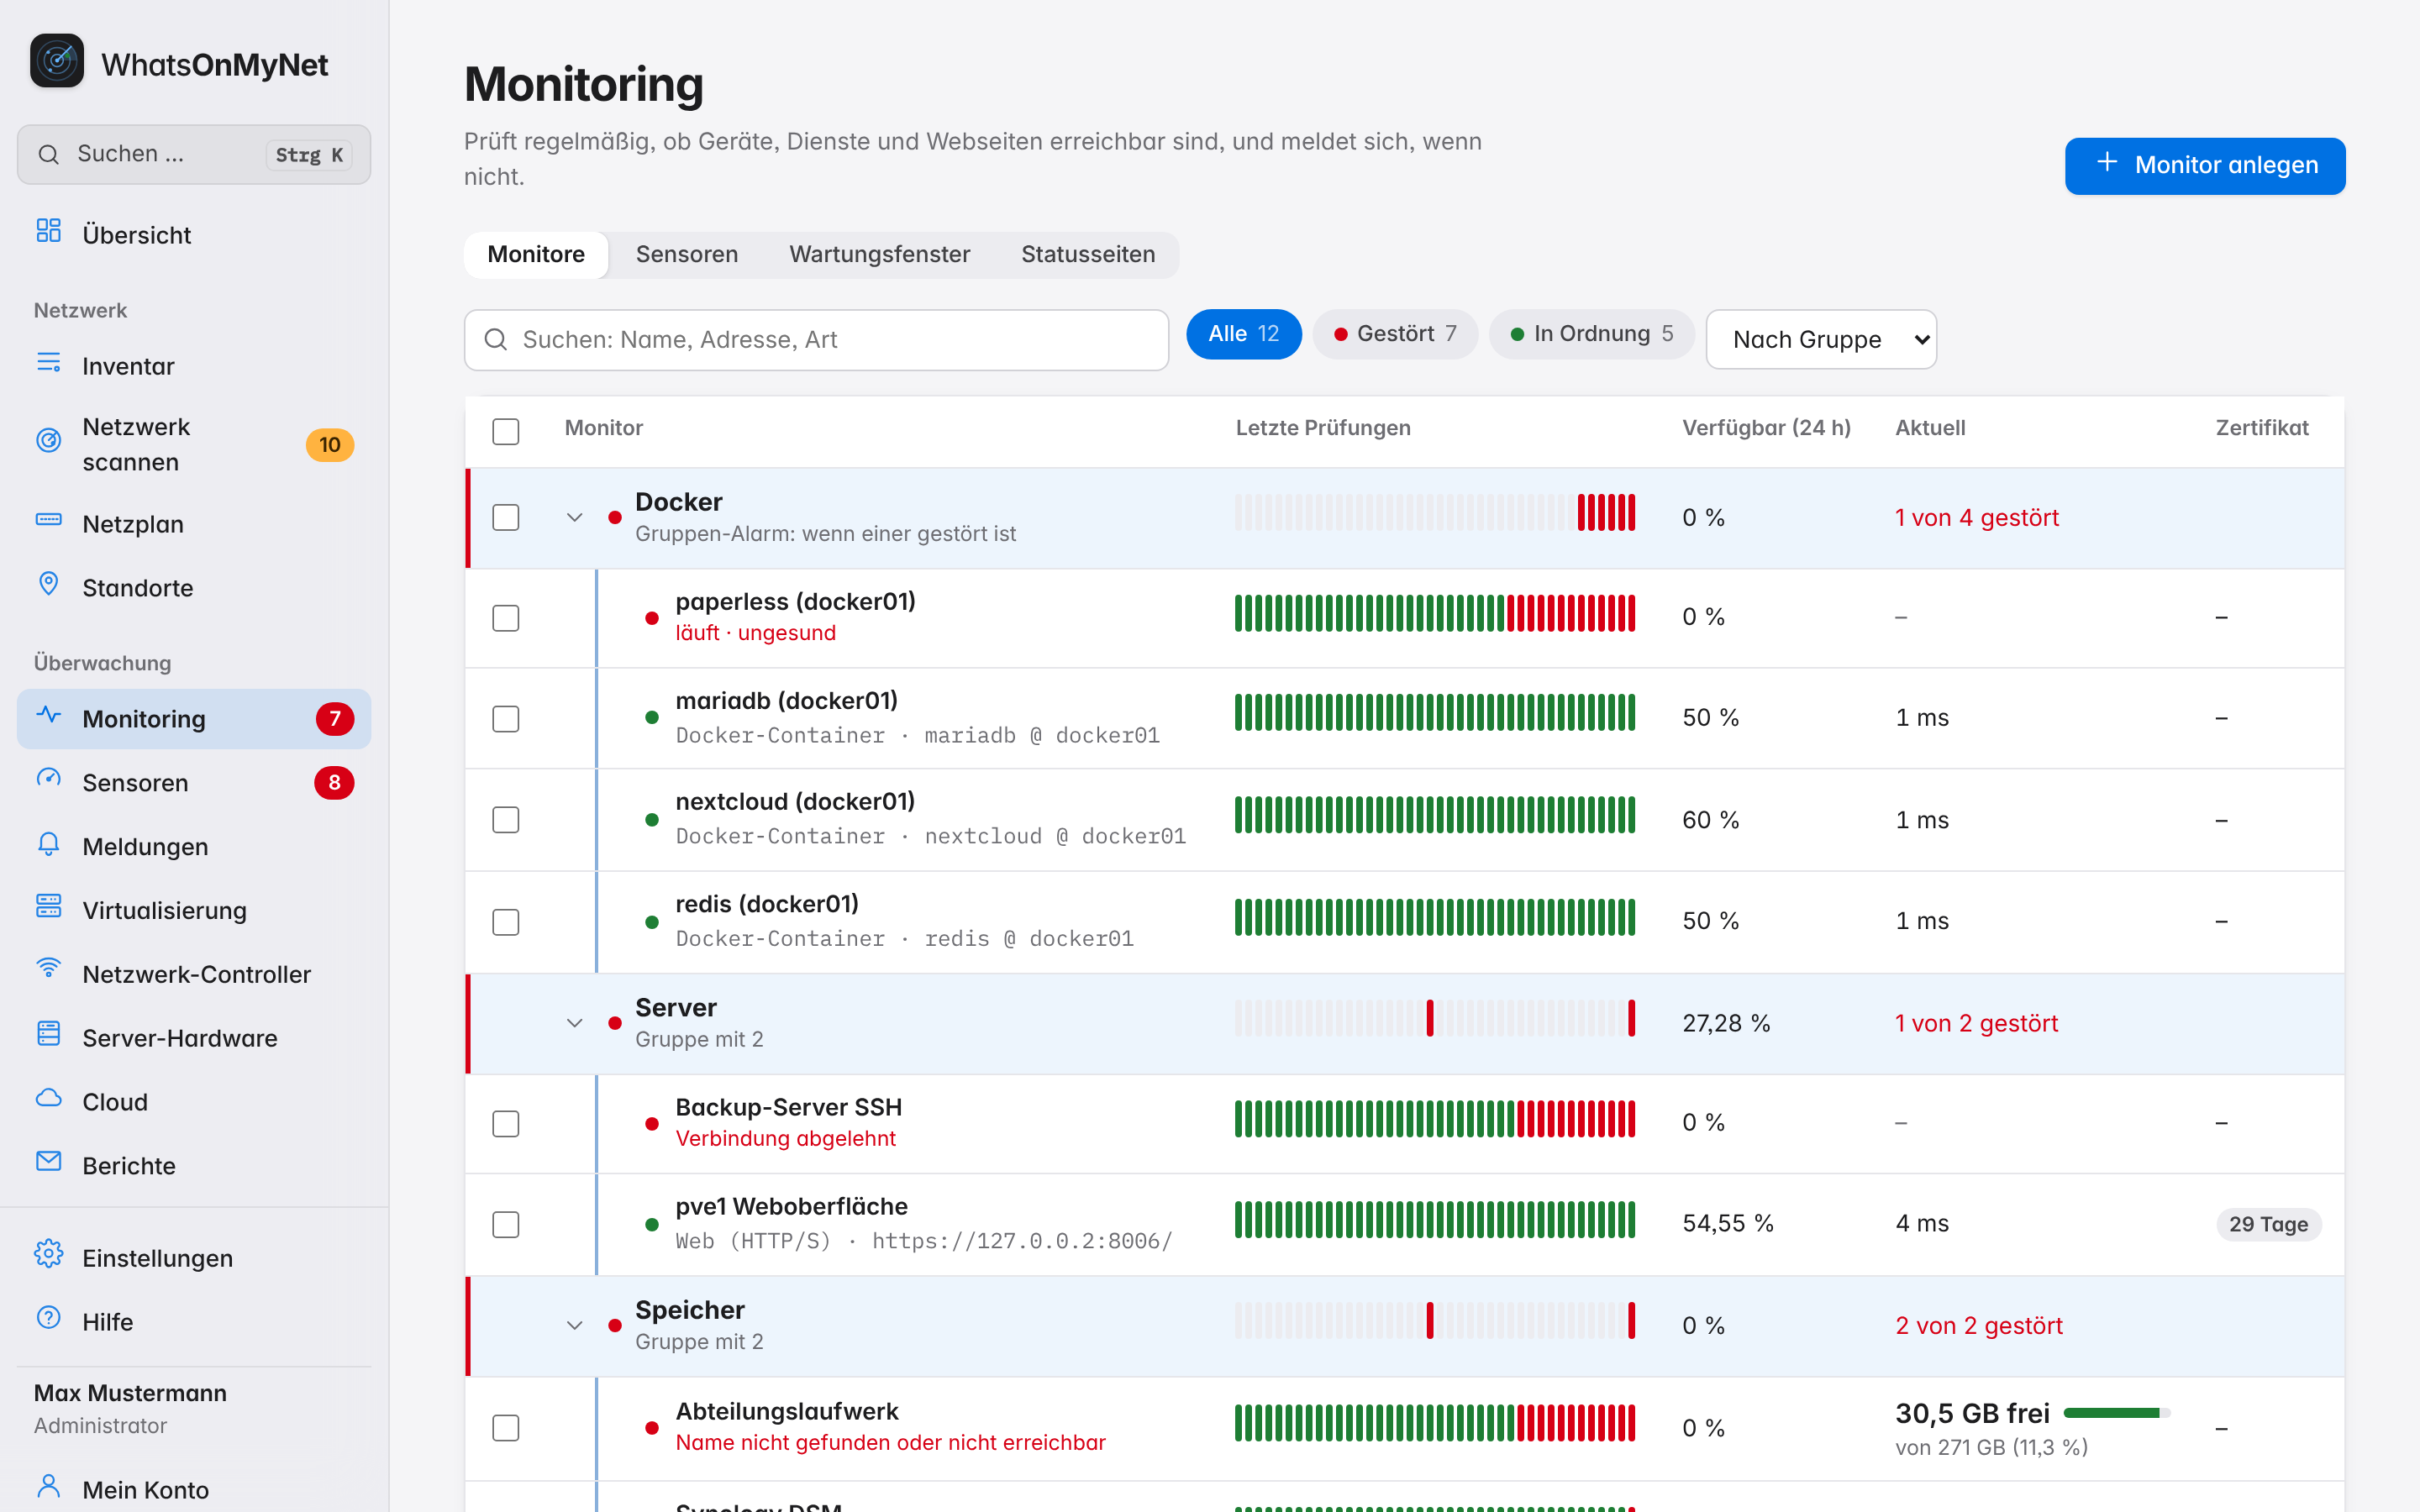 WhatsOnMyNet
Suchen ... Strg K
Übersicht
Netzwerk
Inventar
Netzwerk
scannen
10
Netzplan
Standorte
Überwachung
Monitoring 7
Sensoren 8
Meldungen
Virtualisierung
Netzwerk-Controller
Server-Hardware
Cloud
Berichte
Einstellungen
Hilfe
Max Mustermann
Administrator
Mein Konto
Monitoring
Prüft regelmäßig, ob Geräte, Dienste und Webseiten erreichbar sind, und meldet sich, wenn
nicht.
+ Monitor anlegen
Monitore Sensoren Wartungsfenster Statusseiten
Suchen: Name, Adresse, Art
Alle 12 Gestört 7 In Ordnung 5 Nach Gruppe
Monitor Letzte Prüfungen Verfügbar (24 h) Aktuell Zertifikat
Docker
Gruppen-Alarm: wenn einer gestört ist
0 % 1 von 4 gestört
paperless (docker01)
läuft · ungesund
0 % – –
mariadb (docker01)
Docker-Container · mariadb @ docker01
50 % 1 ms –
nextcloud (docker01)
Docker-Container · nextcloud @ docker01
60 % 1 ms –
redis (docker01)
Docker-Container · redis @ docker01
50 % 1 ms –
Server
Gruppe mit 2
27,28 % 1 von 2 gestört
Backup-Server SSH
Verbindung abgelehnt
0 % – –
pve1 Weboberfläche
Web (HTTP/S) · https://127.0.0.2:8006/
54,55 % 4 ms 29 Tage
Speicher
Gruppe mit 2
0 % 2 von 2 gestört
Abteilungslaufwerk
Name nicht gefunden oder nicht erreichbar
0 % 30,5 GB frei –
von 271 GB (11,3 %)